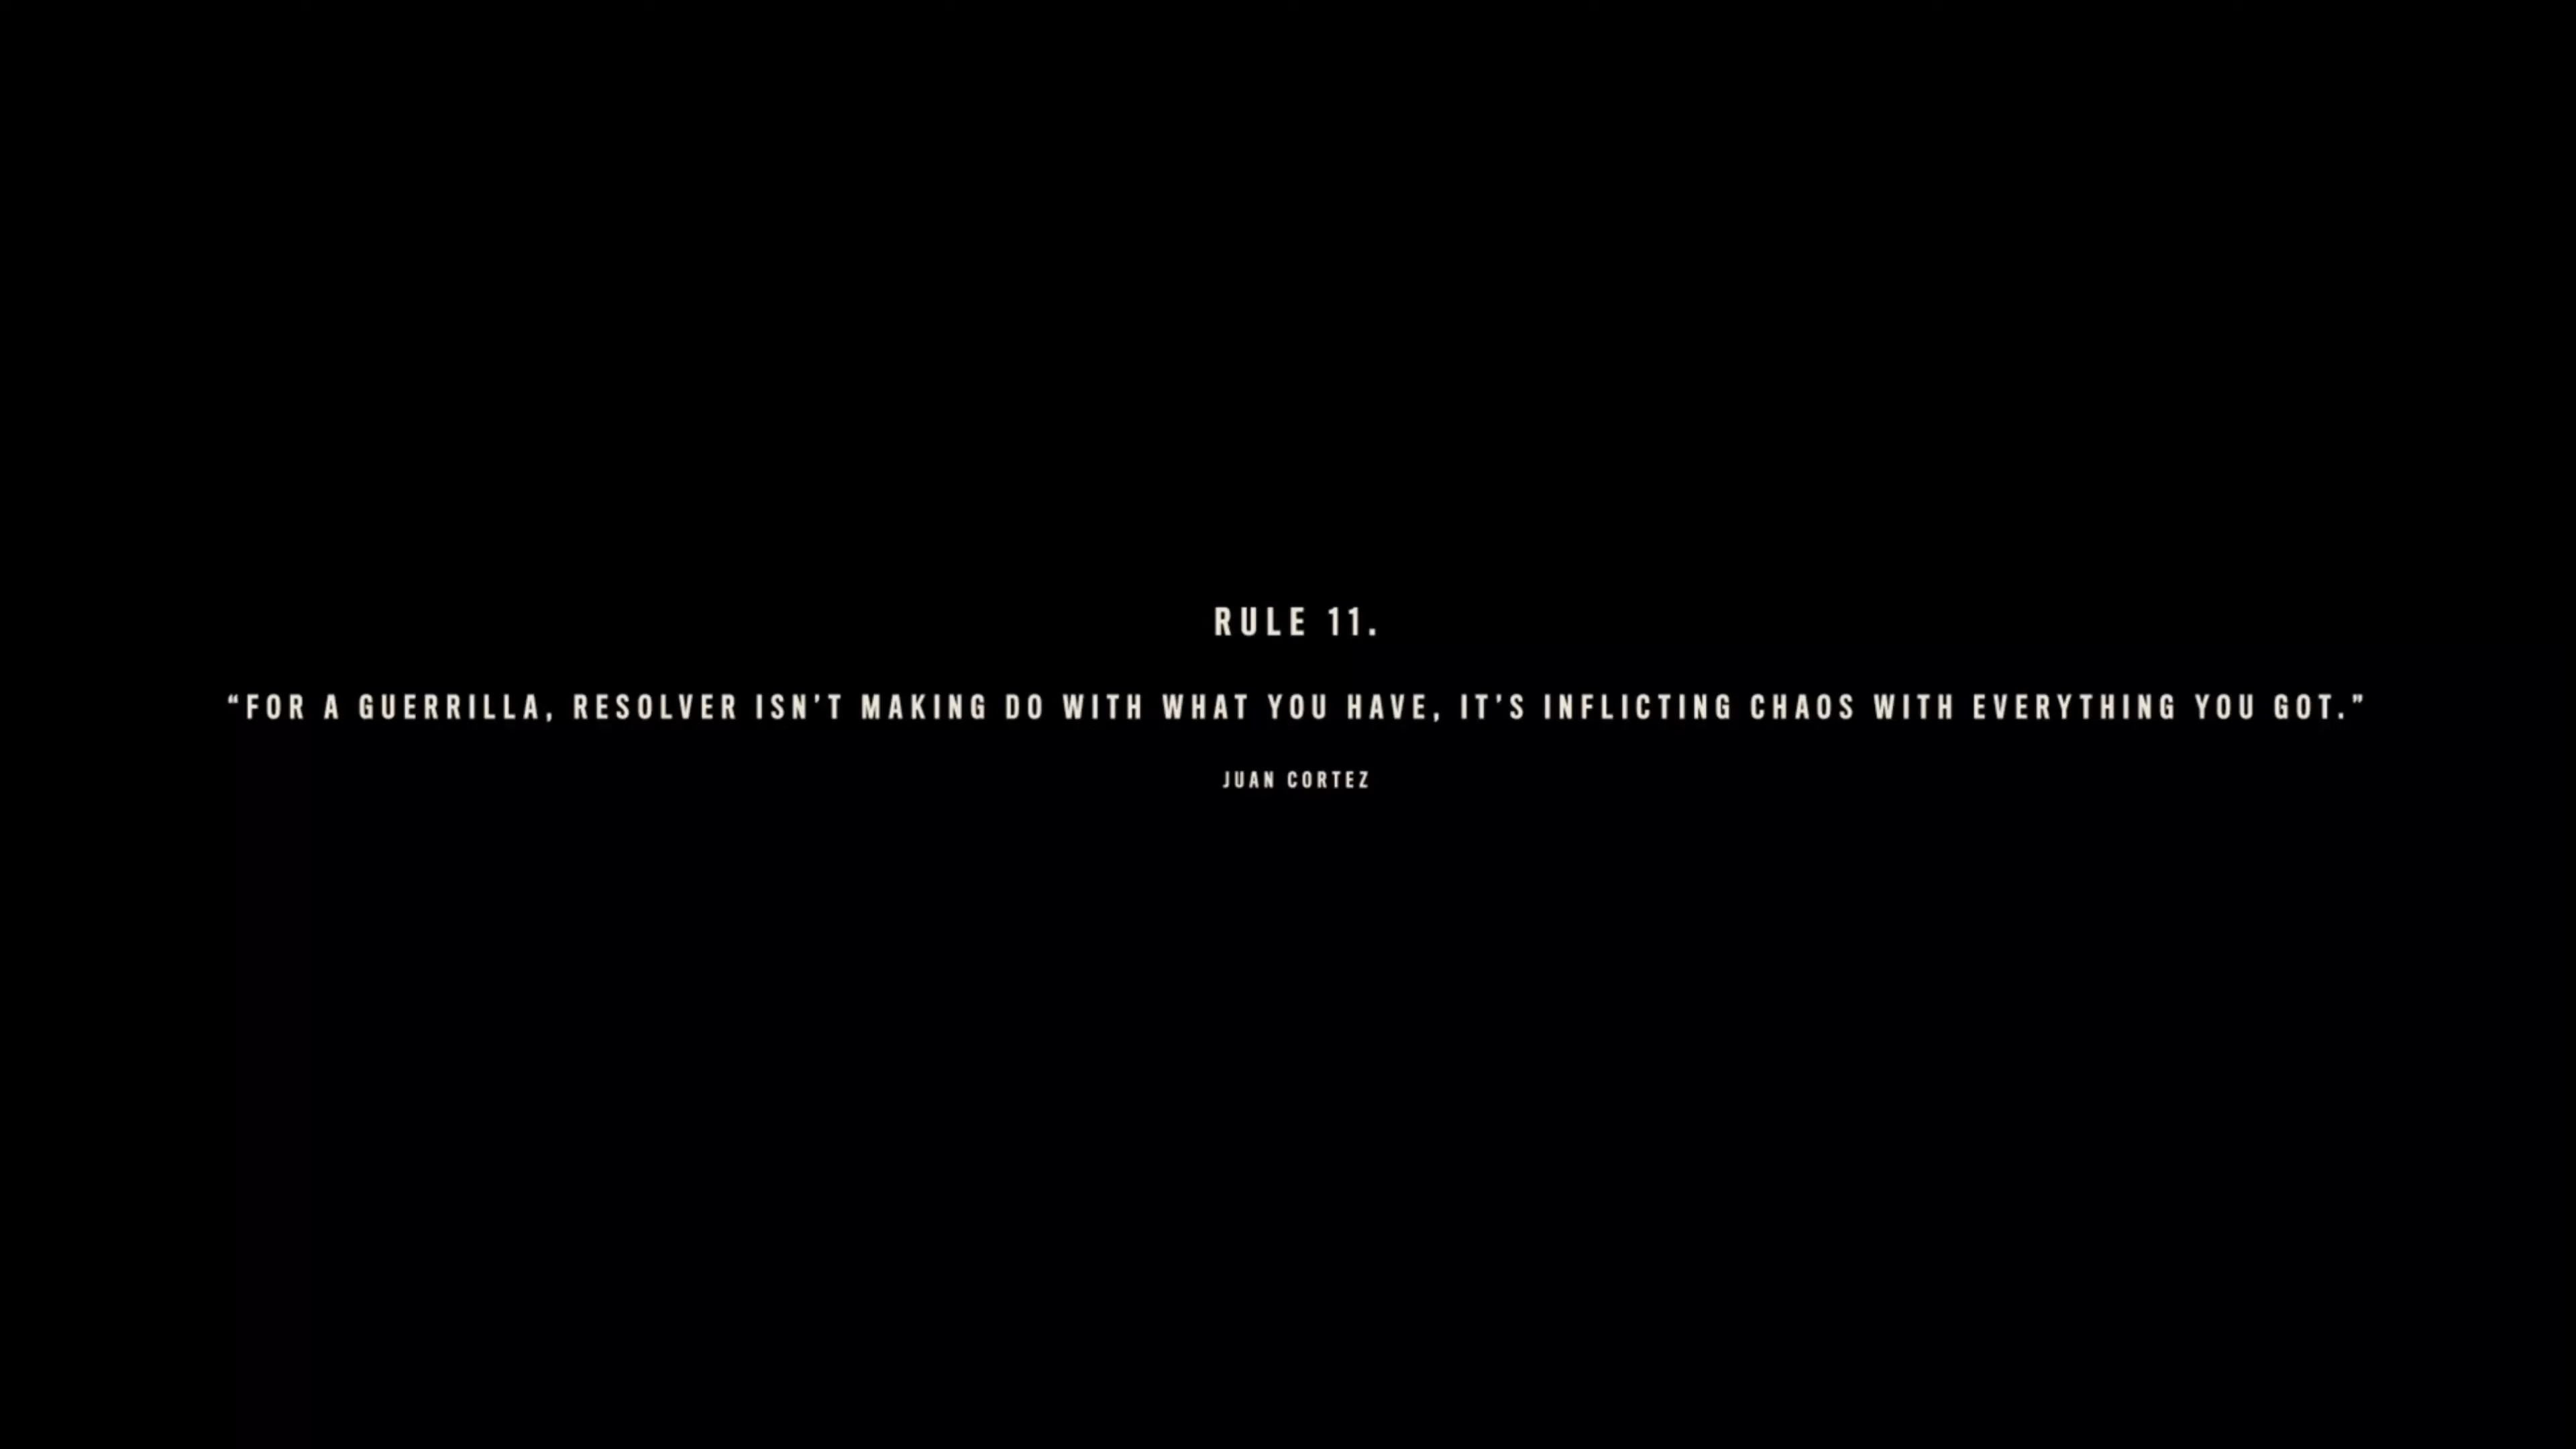 RULE 11.
“FOR A GUERRILLA, RESOLVER ISN’T MAKING DO WITH WHAT YOU HAVE, IT’S INFLICTING CHAOS WITH EVERYTHING YOU GOT.”
JUAN CORTEZ